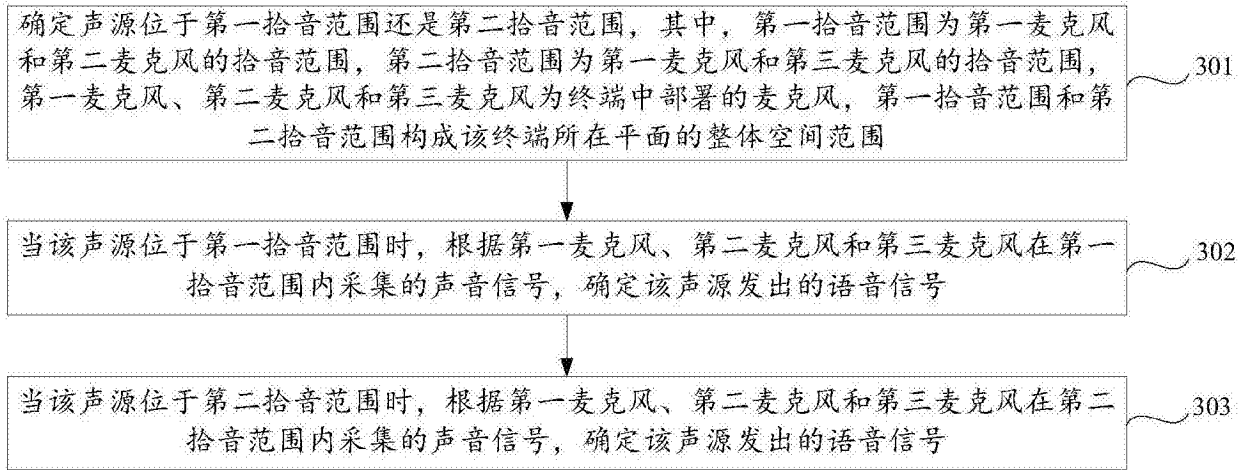 确定声源位于第一拾音范围还是第二拾音范围，其中，第一拾音范围为第一麦克风
和第二麦克风的拾音范围，第二拾音范围为第一麦克风和第三麦克风的拾音范围，
第一麦克风、第二麦克风和第三麦克风为终端中部署的麦克风，第一拾音范围和第
二拾音范围构成该终端所在平面的整体空间范围
301
当该声源位于第一拾音范围时，根据第一麦克风、第二麦克风和第三麦克风在第一
拾音范围内采集的声音信号，确定该声源发出的语音信号
302
当该声源位于第二拾音范围时，根据第一麦克风、第二麦克风和第三麦克风在第二
拾音范围内采集的声音信号，确定该声源发出的语音信号
303